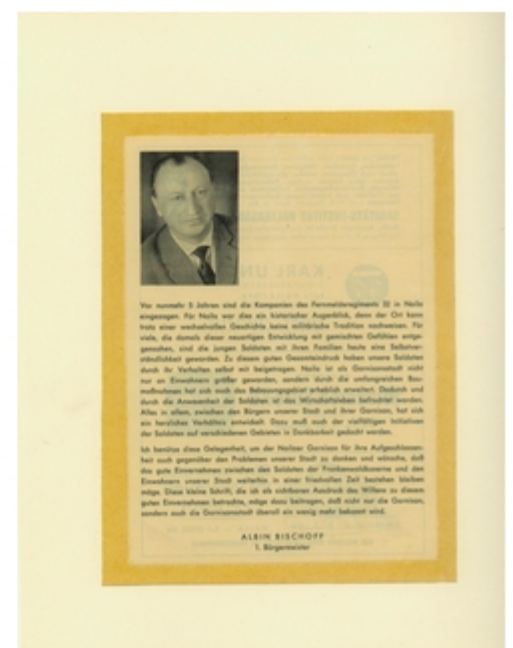 Vor nunmehr 5 Jahren sind die Kompanien des Fernmelderegiments 32 in Naila
eingezogen. Für Naila war dies ein historischer Augenblick, denn der Ort kann
trotz einer wechselvollen Geschichte keine militärische Tradition nachweisen. Für
viele, die damals dieser neuartigen Entwicklung mit gemischten Gefühlen entge-
gensahen, sind die jungen Soldaten mit ihren Familien heute eine Selbstver-
ständlichkeit geworden. Zu diesem guten Gesamteindruck haben unsere Soldaten
durch ihr Verhalten selbst mit beigetragen. Naila ist als Garnisonsstadt nicht
nur an Einwohnern größer geworden, sondern durch die umfangreichen Bau-
maßnahmen hat sich auch das Bebauungsgebiet erheblich erweitert. Dadurch und
durch die Anwesenheit der Soldaten ist das Wirtschaftsleben befruchtet worden.
Alles in allem, zwischen den Bürgern unserer Stadt und ihrer Garnison, hat sich
ein herzliches Verhältnis entwickelt. Dazu muß auch der vielfältigen Initiativen
der Soldaten auf verschiedenen Gebieten in Dankbarkeit gedacht werden.
Ich benütze diese Gelegenheit, um der Nailaer Garnison für ihre Aufgeschlossen-
heit auch gegenüber den Problemen unserer Stadt zu danken und wünsche, daß
das gute Einvernehmen zwischen den Soldaten der Frankenwaldkaserne und den
Einwohnern unserer Stadt weiterhin in einer friedvollen Zeit bestehen bleiben
möge. Diese kleine Schrift, die ich als sichtbaren Ausdruck des Willens zu diesem
guten Einvernehmen betrachte, möge dazu beitragen, daß nicht nur die Garnison,
sondern auch die Garnisonsstadt überall ein wenig mehr bekannt wird.
ALBIN BISCHOFF
1. Bürgermeister